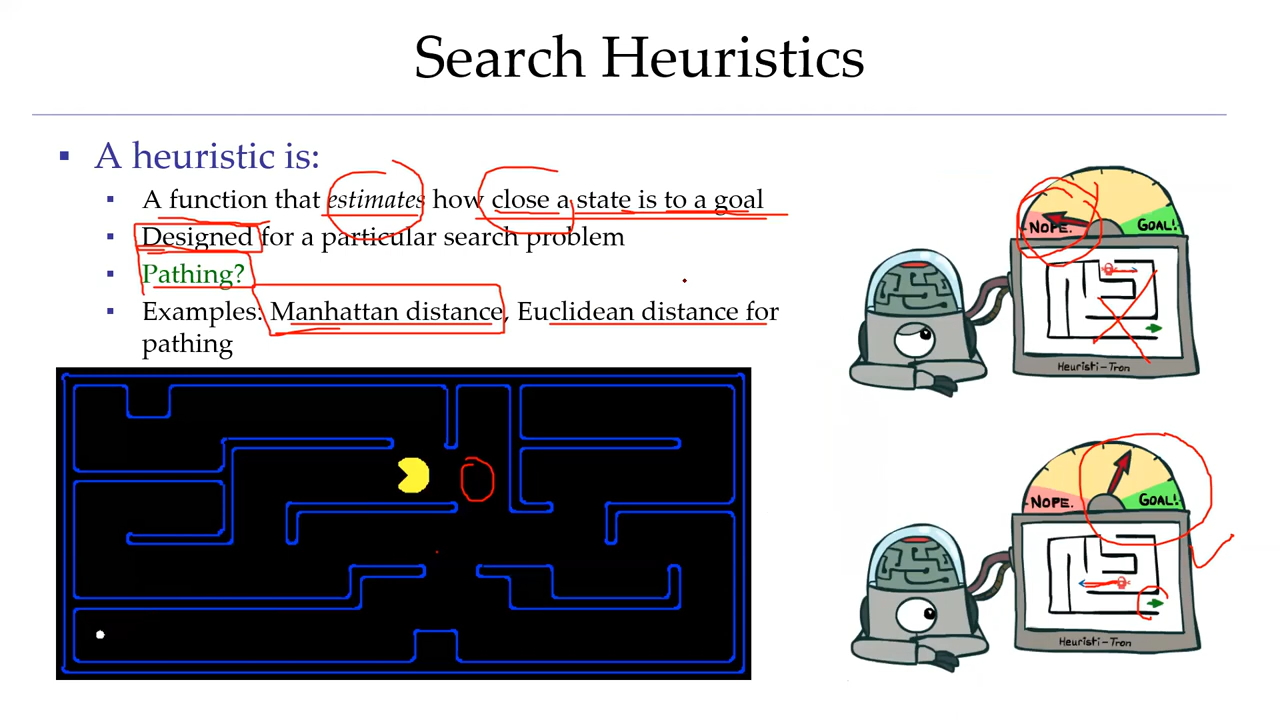 Search Heuristics
▪ A heuristic is:
▪ A function that estimates how close a state is to a goal
▪ Designed for a particular search problem
▪ Pathing?
▪ Examples: Manhattan distance, Euclidean distance for
pathing
NOPE.
GOAL!
Heuristi-Tron
NOPE.
GOAL!
Heuristi-Tron